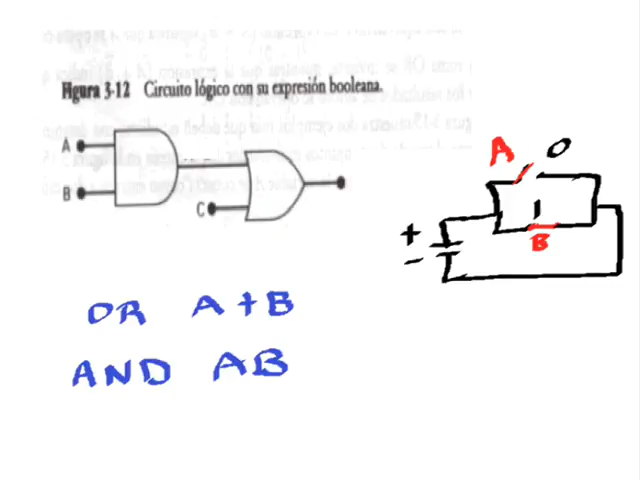 Figura 3-12 Circuito lógico con su expresión booleana.
A
B
C
A 0
1
B
+
-
OR A+B
AND AB